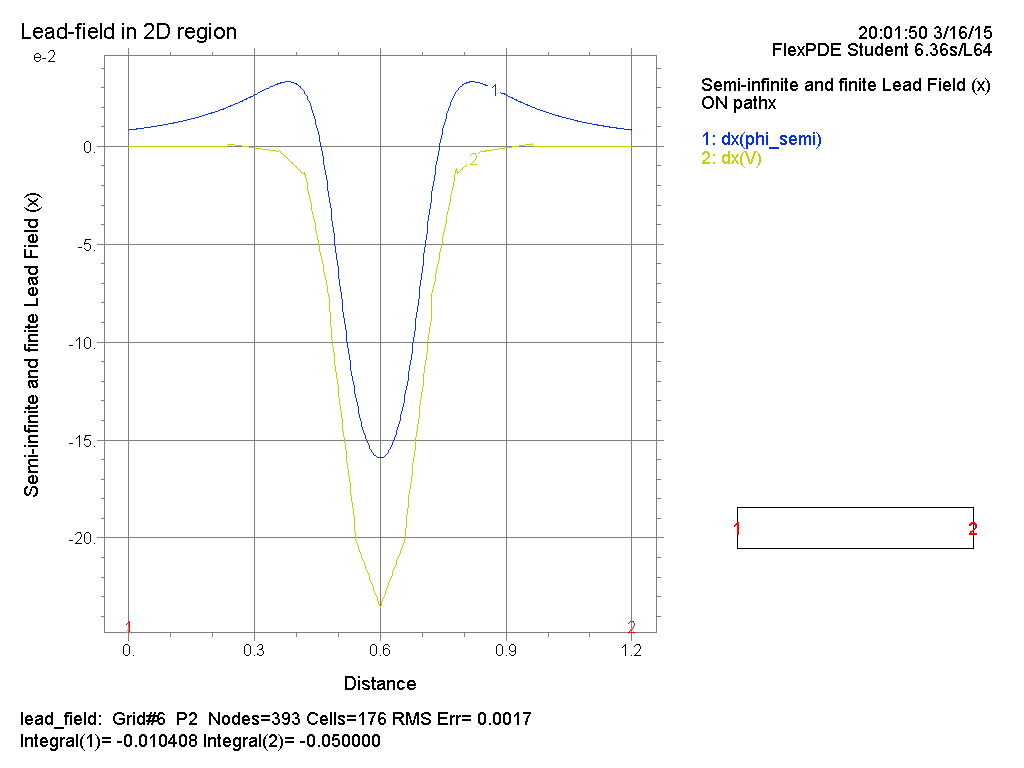 Lead-field in 2D region
20:01:50 3/16/15
FlexPDE Student 6.36s/L64
e-2
Semi-infinite and finite Lead Field (x)
ON pathx
1: dx(phi_semi)
2: dx(V)
1
2
0.
-5.
-10.
-15.
-20.
Semi-infinite and finite Lead Field (x)
1
2
1
2
0.
0.3
0.6
0.9
1.2
Distance
lead_field: Grid#6 P2 Nodes=393 Cells=176 RMS Err= 0.0017
Integral(1)= -0.010408 Integral(2)= -0.050000